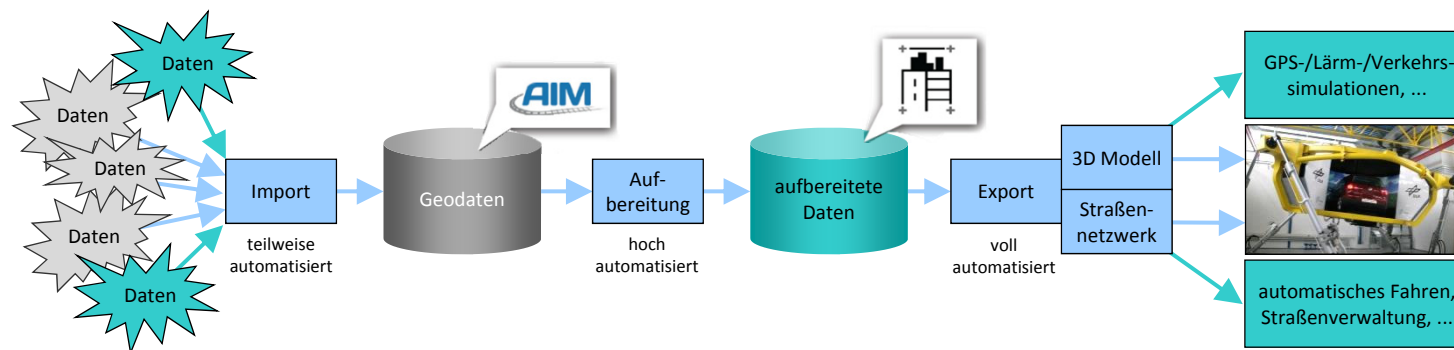 Daten
Daten
Daten
Daten
Daten
Import
teilweise
automatisiert
Geodaten
AIM
Auf-
bereitung
hoch
automatisiert
aufbereitete
Daten
Export
voll
automatisiert
3D Modell
Straßen-
netzwerk
GPS-/Lärm-/Verkehrs-
simulationen, ...
DLR
automatisches Fahren,
Straßenverwaltung, ...